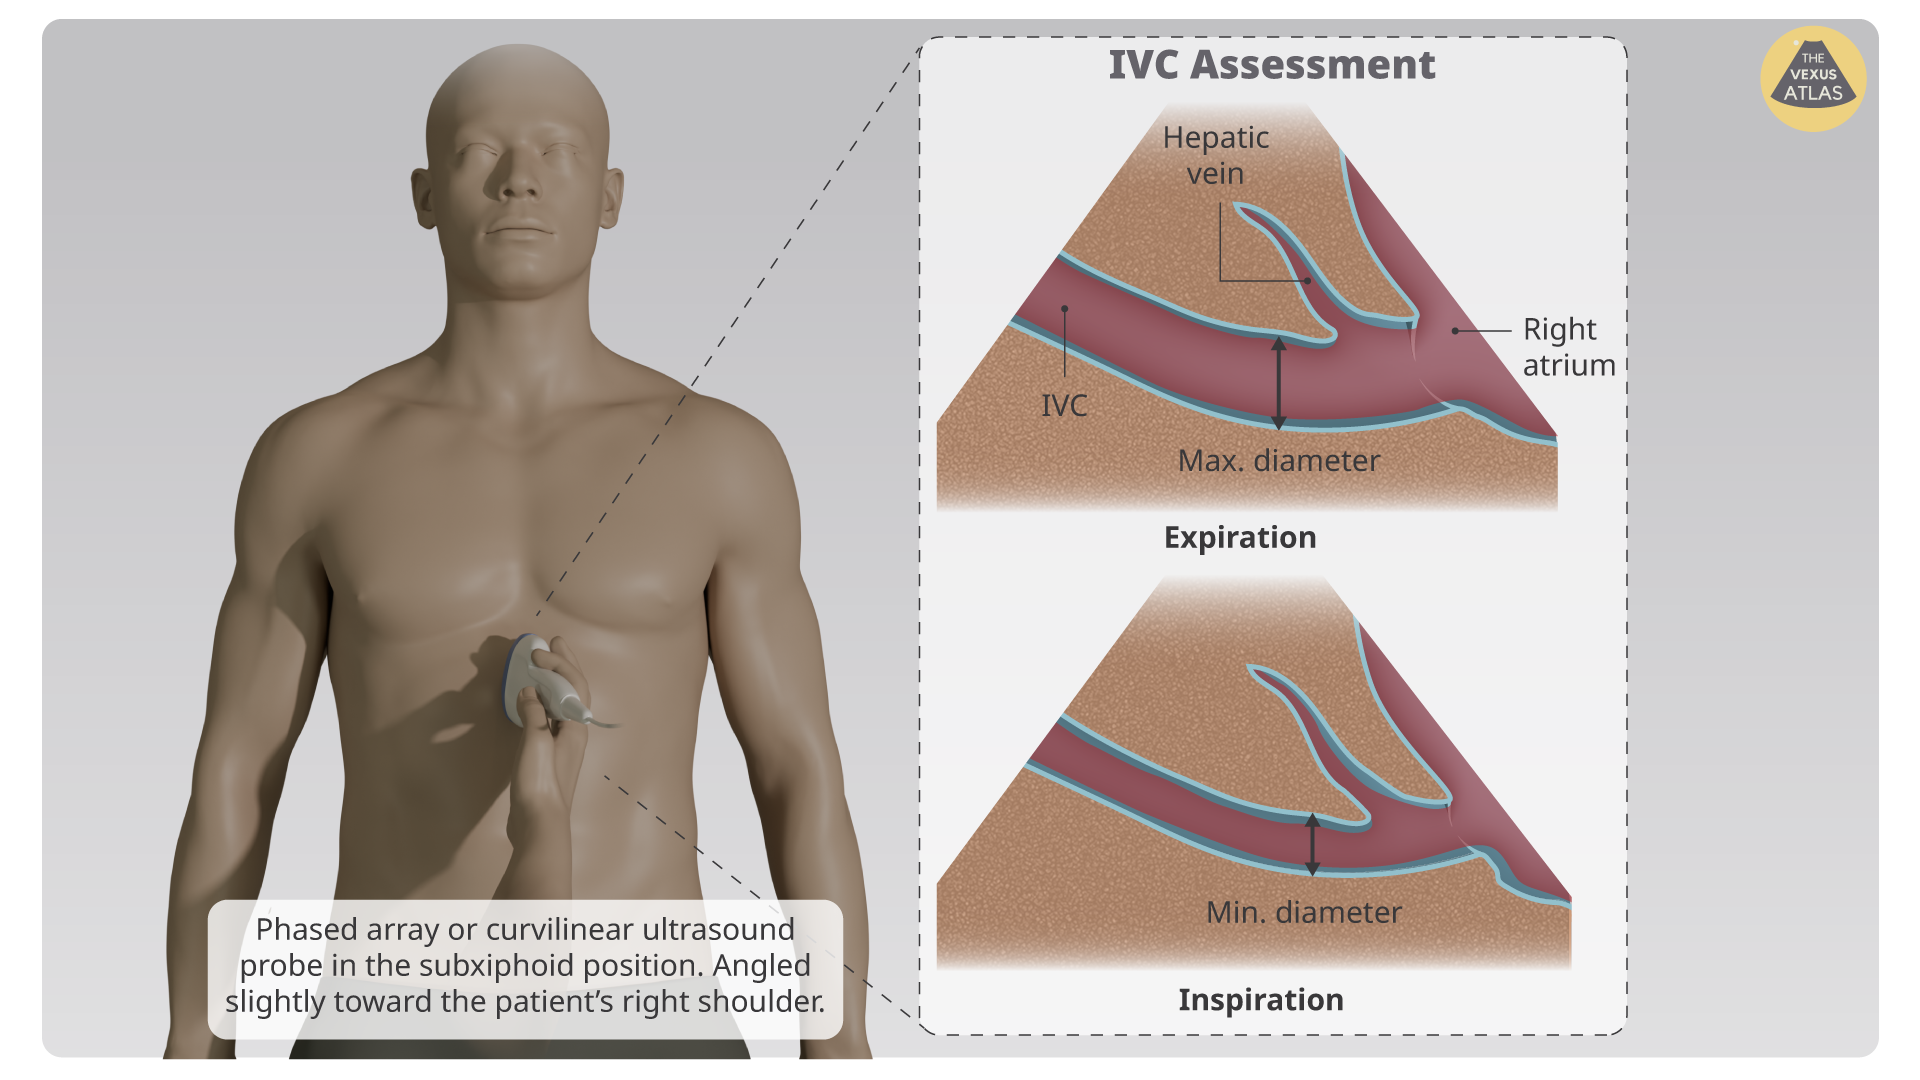 IVC Assessment
THE
VEXUS
ATLAS
Hepatic
vein
Right
atrium
IVC
Max. diameter
Expiration
Min. diameter
Inspiration
Phased array or curvilinear ultrasound
probe in the subxiphoid position. Angled
slightly toward the patient’s right shoulder.